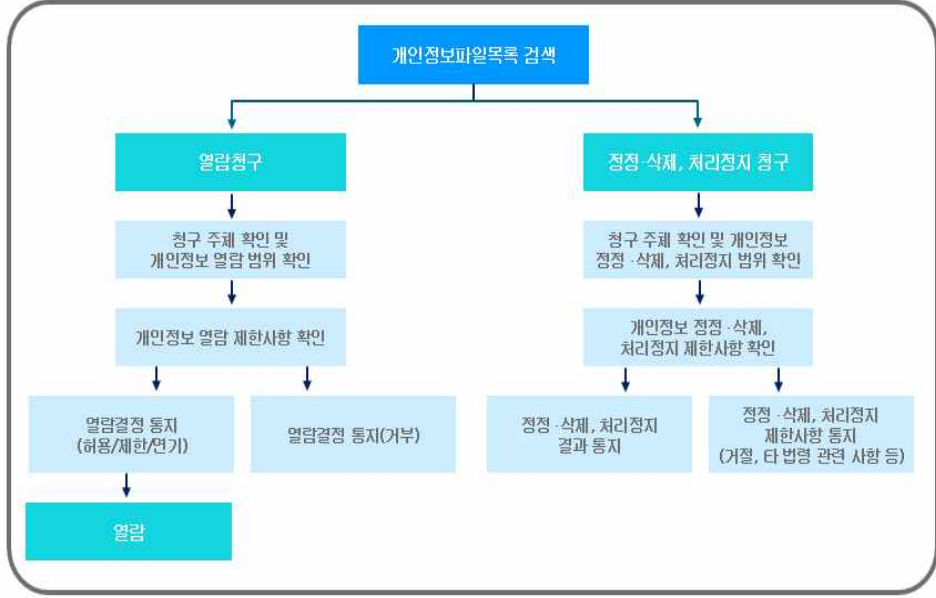 개인정보파일목록 검색
열람청구
정정·삭제, 처리정지 청구
청구 주체 확인 및
개인정보 열람 범위 확인
청구 주체 확인 및 개인정보
정정·삭제, 처리정지 범위 확인
개인정보 열람 제한사항 확인
개인정보 정정·삭제,
처리정지 제한사항 확인
열람결정 통지
(허용/제한/연기)
열람결정 통지(거부)
정정·삭제, 처리정지
결과 통지
정정·삭제, 처리정지
제한사항 통지
(거절, 타 법령 관련 사항 등)
열람